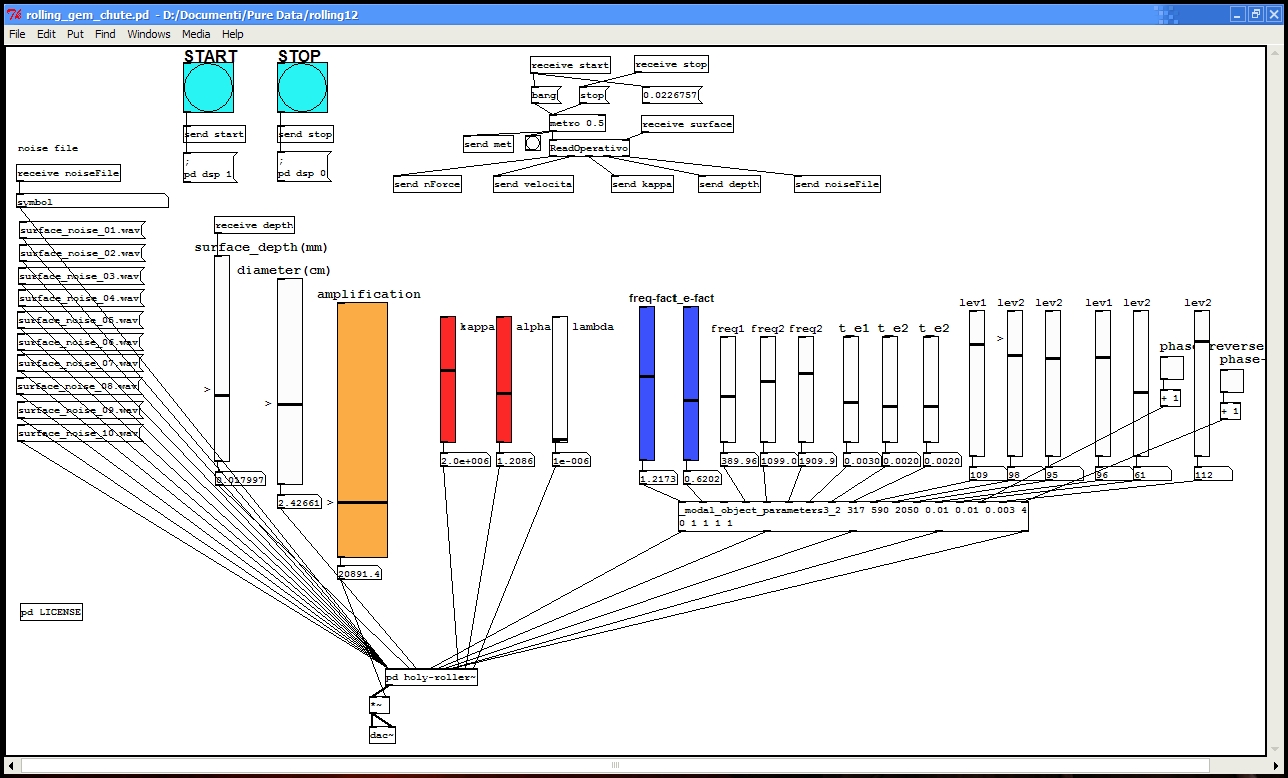 rolling_gem_chute.pd - D:/Documenti/Pure Data/rolling12
File Edit Put Find Windows Media Help
START STOP
receive start receive stop
bang stop 0.0226757
metro 0.5 receive surface
send start send stop
send met ReadOperativo
noise file
;
pd dsp 1
;
pd dsp 0
receive noiseFile
send nForce send velocita send kappa send depth send noiseFile
symbol
receive depth
surface_noise_01.wav
surface_noise_02.wav
surface_noise_03.wav
surface_noise_04.wav
surface_noise_05.wav
surface_noise_06.wav
surface_noise_07.wav
surface_noise_08.wav
surface_noise_09.wav
surface_noise_10.wav
surface_depth(mm)
diameter(cm)
amplification
kappa alpha lambda
freq-fact t_e-fact
freq1 freq2 freq2 t_e1 t_e2 t_e2
lev1 lev2 lev2 lev1 lev2 lev2
> > > >
phase reverse
phase-
+ 1 + 1
0.017997
2.42661
20891.4
2.0e+006 1.2086 1e-006
1.2173 0.6202
389.96 1099.0 1909.9 0.0030 0.0020 0.0020
109 98 95 96 61 112
_modal_object_parameters3_2 317 590 2050 0.01 0.01 0.003 4
0 1 1 1 1
pd LICENSE
pd holy-roller~
*~
dac~